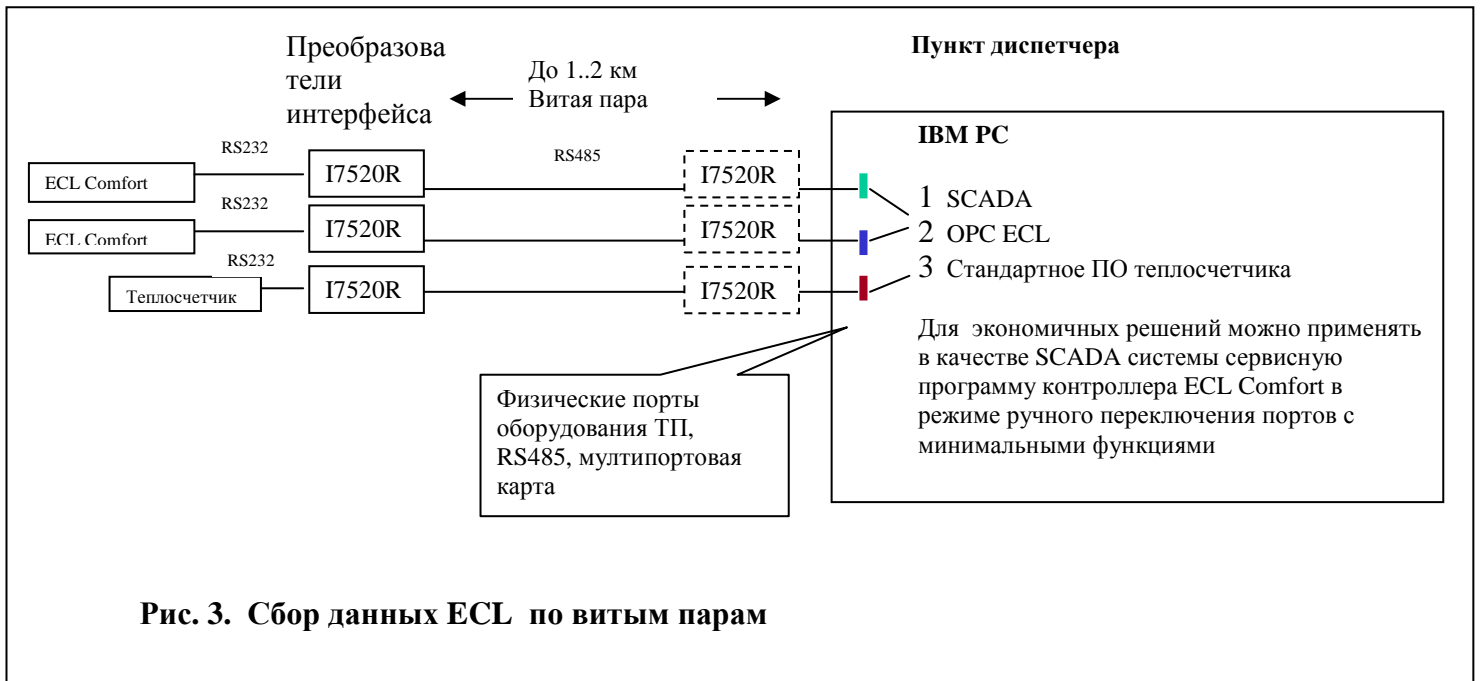 Преобразова
тели
интерфейса
До 1..2 км
Витая пара
Пункт диспетчера
IBM PC
RS232
RS485
ECL Comfort
I7520R
I7520R
RS232
ECL Comfort
I7520R
I7520R
RS232
Теплосчетчик
I7520R
I7520R
1 SCADA
2 OPC ECL
3 Стандартное ПО теплосчетчика
Для экономичных решений можно применять
в качестве SCADA системы сервисную
программу контроллера ECL Comfort в
режиме ручного переключения портов с
минимальными функциями
Физические порты
оборудования ТП,
RS485, мултипортовая
карта
Рис. 3. Сбор данных ECL по витым парам